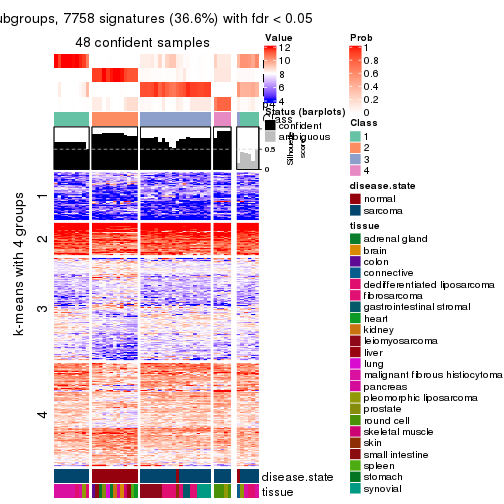 ubgroups, 7758 signatures (36.6%) with fdr < 0.05
48 confident samples
Value
12
10
8
6
4
Status (barplots)
confident
ambiguous
1
0.5
0
Silhouette
score
Prob
1
0.8
0.6
0.4
0.2
0
Class
1
2
3
4
disease.state
normal
sarcoma
tissue
adrenal gland
brain
colon
connective
dedifferentiated liposarcoma
fibrosarcoma
gastrointestinal stromal
heart
kidney
leiomyosarcoma
liver
lung
malignant fibrous histiocytoma
pancreas
pleomorphic liposarcoma
prostate
round cell
skeletal muscle
skin
small intestine
spleen
stomach
synovial
k-means with 4 groups
1
2
3
4
disease.state
tissue